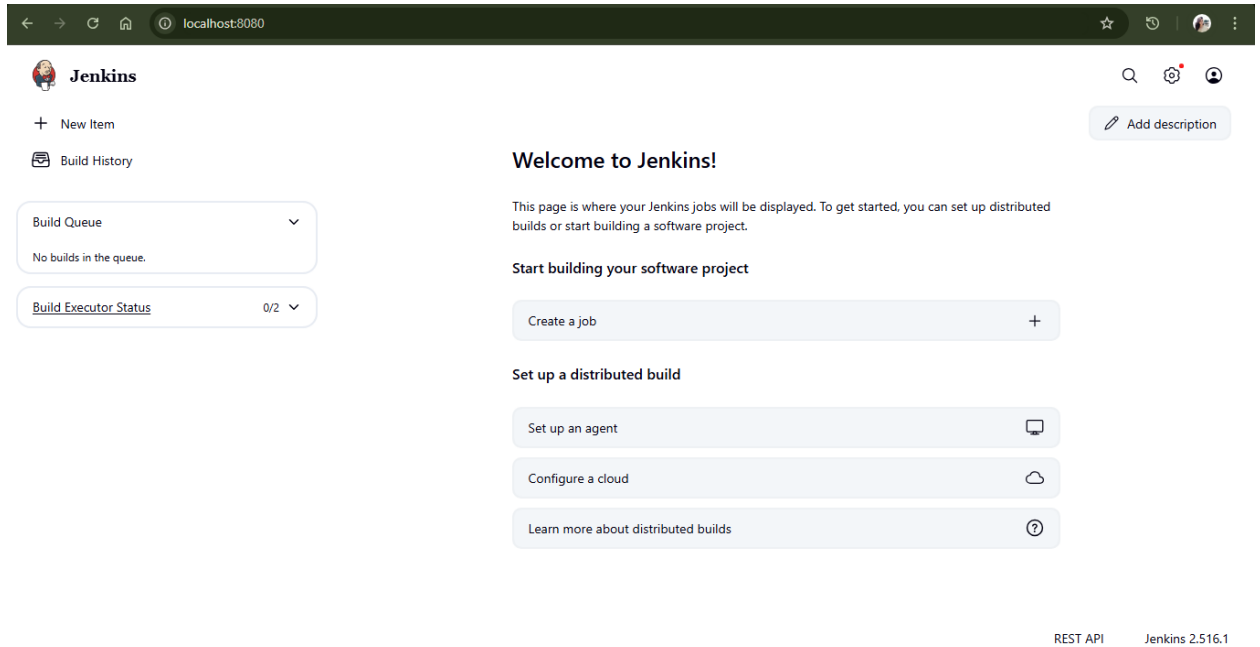 localhost:8080
Jenkins
New Item
Add description
Build History
Build Queue
No builds in the queue.
Build Executor Status
0/2
Welcome to Jenkins!
This page is where your Jenkins jobs will be displayed. To get started, you can set up distributed
builds or start building a software project.
Start building your software project
Create a job
Set up a distributed build
Set up an agent
Configure a cloud
Learn more about distributed builds
REST API
Jenkins 2.516.1